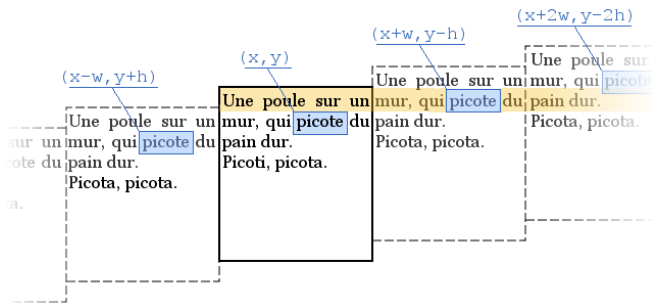 sur un
cote du
a.
(x-w,y+h)
Une poule sur un
mur, qui picote du
pain dur.
Picota, picota.
(x,y)
Une poule sur un
mur, qui picote du
pain dur.
Picoti, picota.
(x+w,y-h)
Une poule sur un
mur, qui picote du
pain dur.
Picota, picota.
(x+2w,y-2h)
Une poule sur
mur, qui picote
pain dur.
Picota, picota.